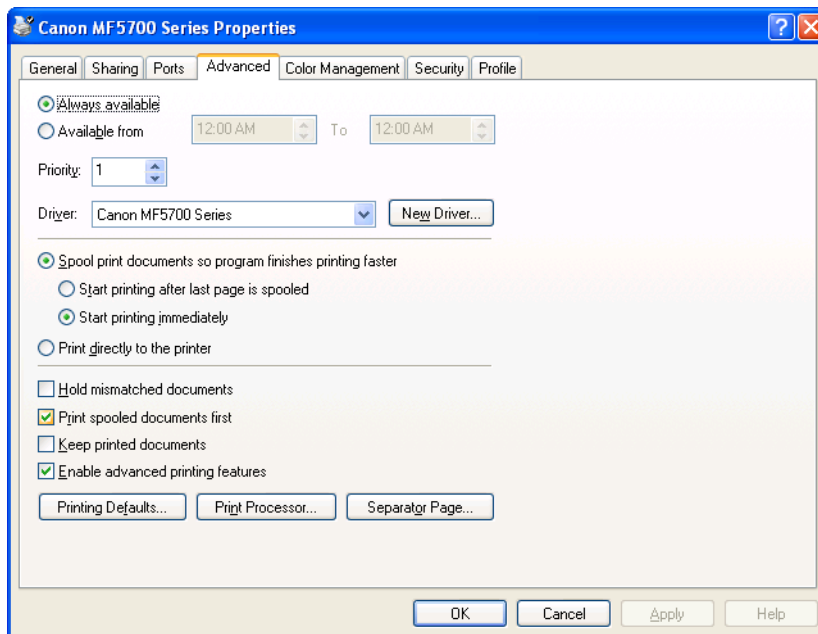 Canon MF5700 Series Properties
General Sharing Ports Advanced Color Management Security Profile
Always available
Available from 12:00 AM To 12:00 AM
Priority: 1
Driver: Canon MF5700 Series New Driver...
Spool print documents so program finishes printing faster
Start printing after last page is spooled
Start printing immediately
Print directly to the printer
Hold mismatched documents
Print spooled documents first
Keep printed documents
Enable advanced printing features
Printing Defaults... Print Processor... Separator Page...
OK Cancel Apply Help